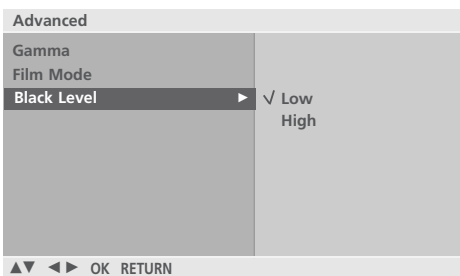 Advanced
Gamma
Film Mode
Black Level ►
√ Low
High
▲▼ ◄► OK RETURN